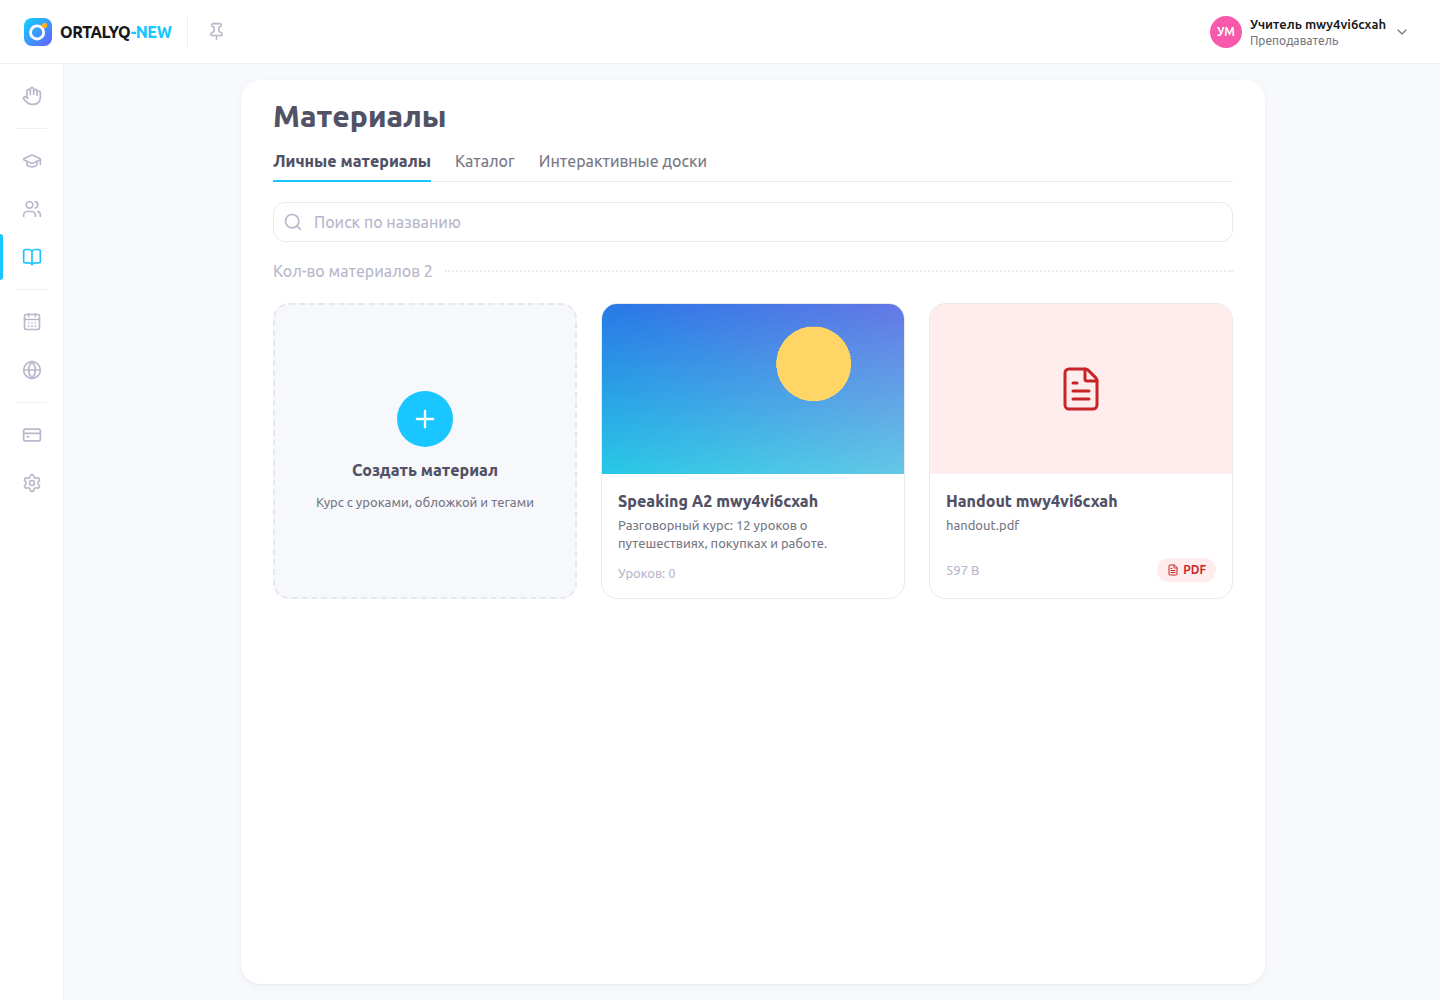 ORTALYQ-NEW
Учитель mwy4vi6cxah
УМ
Преподаватель
Материалы
Личные материалы
Каталог
Интерактивные доски
Поиск по названию
Кол-во материалов 2
Создать материал
Курс с уроками, обложкой и тегами
Speaking A2 mwy4vi6cxah
Разговорный курс: 12 уроков о
путешествиях, покупках и работе.
Уроков: 0
Handout mwy4vi6cxah
handout.pdf
597 B
PDF